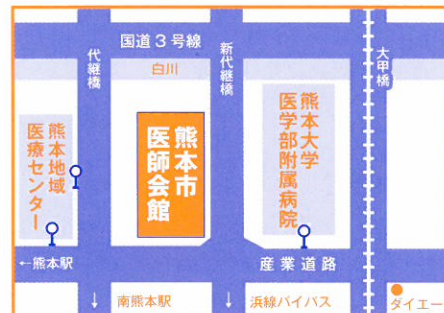 国道3号線
代継橋
白川
新代継橋
大甲橋
熊本地域
医療センター
熊本市
医師会館
熊本大学
医学部附属病院
←熊本駅
産業道路
↓
南熊本駅
↓
浜線バイパス
ダイエー